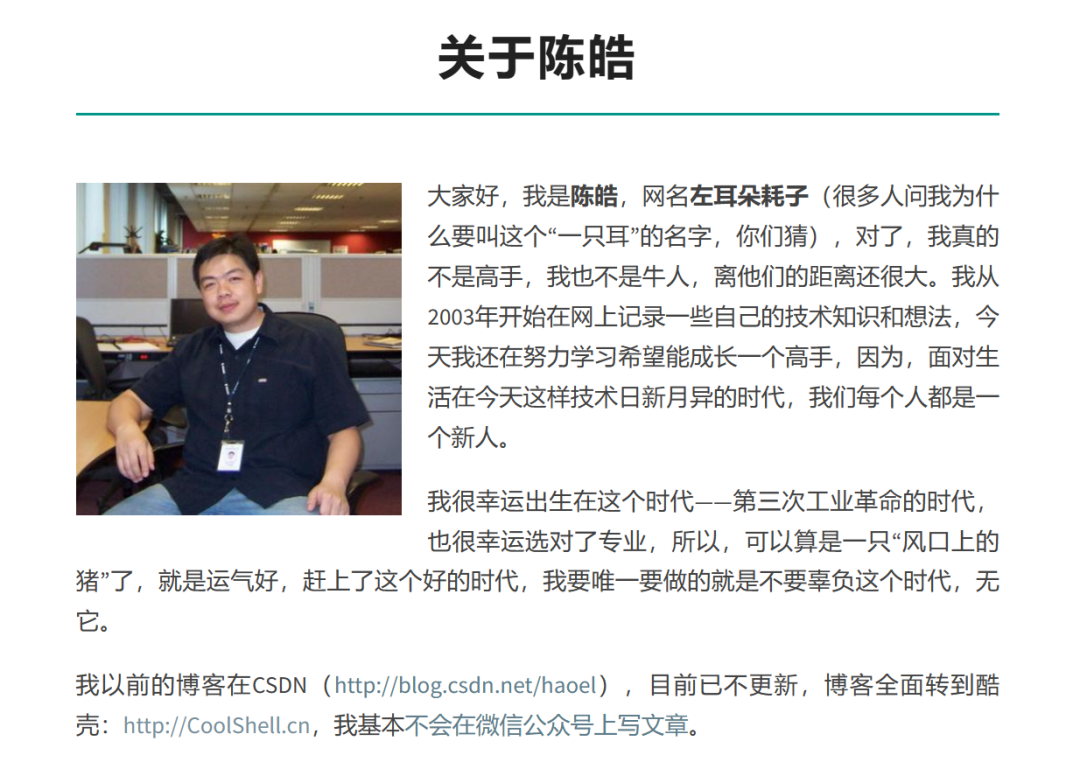 关于陈皓
大家好，我是陈皓，网名左耳朵耗子（很多人问我为什
么要叫这个“一只耳”的名字，你们猜），对了，我真的
不是高手，我也不是牛人，离他们的距离还很大。我从
2003年开始在网上记录一些自己的技术知识和想法，今
天我还在努力学习希望能成长一个高手，因为，面对生
活在今天这样技术日新月异的时代，我们每个人都是一
个新人。
我很幸运出生在这个时代——第三次工业革命的时代，
也很幸运选对了专业，所以，可以算是一只“风口上的
猪”了，就是运气好，赶上了这个好的时代，我要唯一要做的就是不要辜负这个时代，无
它。
我以前的博客在CSDN（http://blog.csdn.net/haoel），目前已不更新，博客全面转到酷
壳：http://CoolShell.cn，我基本不会在微信公众号上写文章。